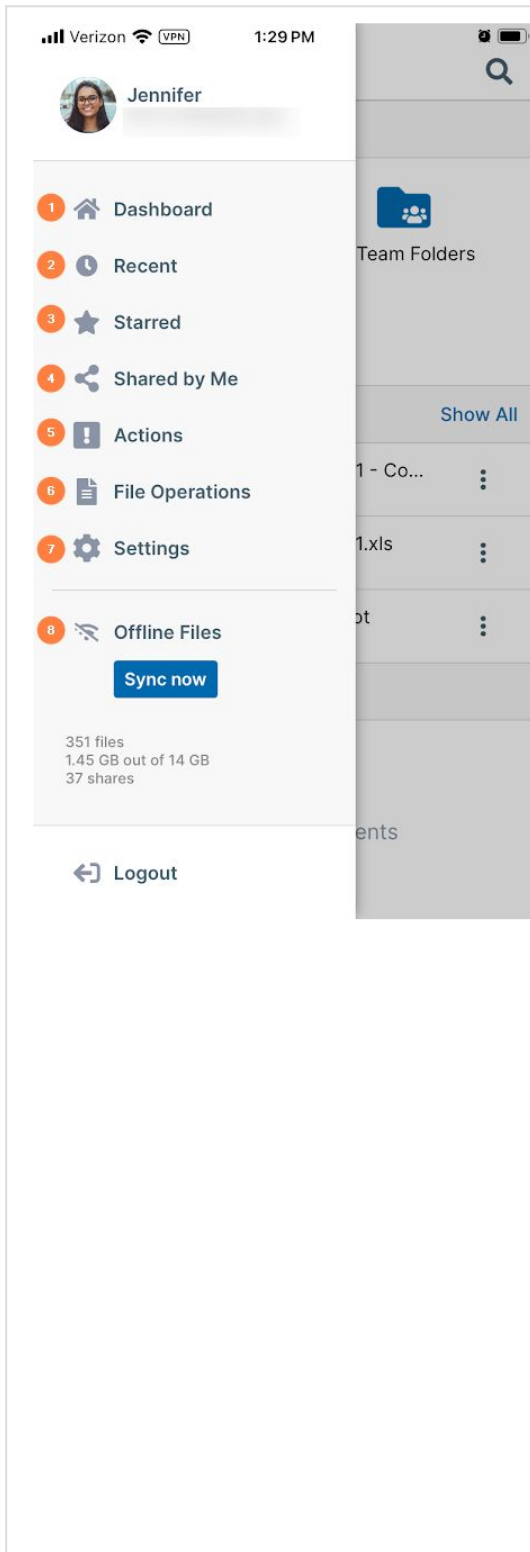 Verizon VPN 1:29 PM
Jennifer
1 Dashboard
2 Recent
3 Starred
4 Shared by Me
5 Actions
6 File Operations
7 Settings
8 Offline Files
Sync now
351 files
1.45 GB out of 14 GB
37 shares
Logout
Team Folders
Show All
1 - Co...
1.xls
ot
ents